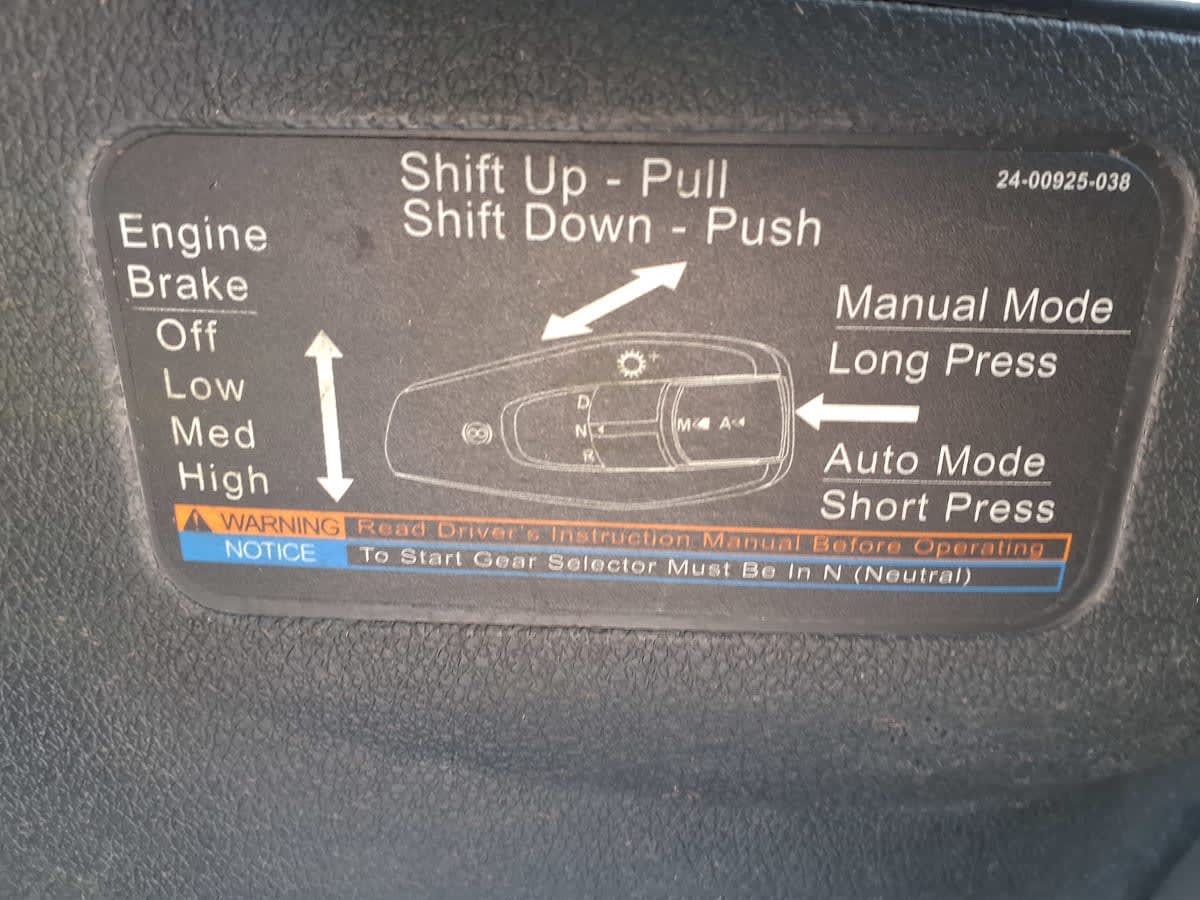 Shift Up - Pull
Shift Down - Push
24-00925-038
Engine
Brake
Off
Low
Med
High
Manual Mode
Long Press
Auto Mode
Short Press
D
N
R
M
A
WARNING Read Driver's Instruction Manual Before Operating
NOTICE To Start Gear Selector Must Be In N (Neutral)